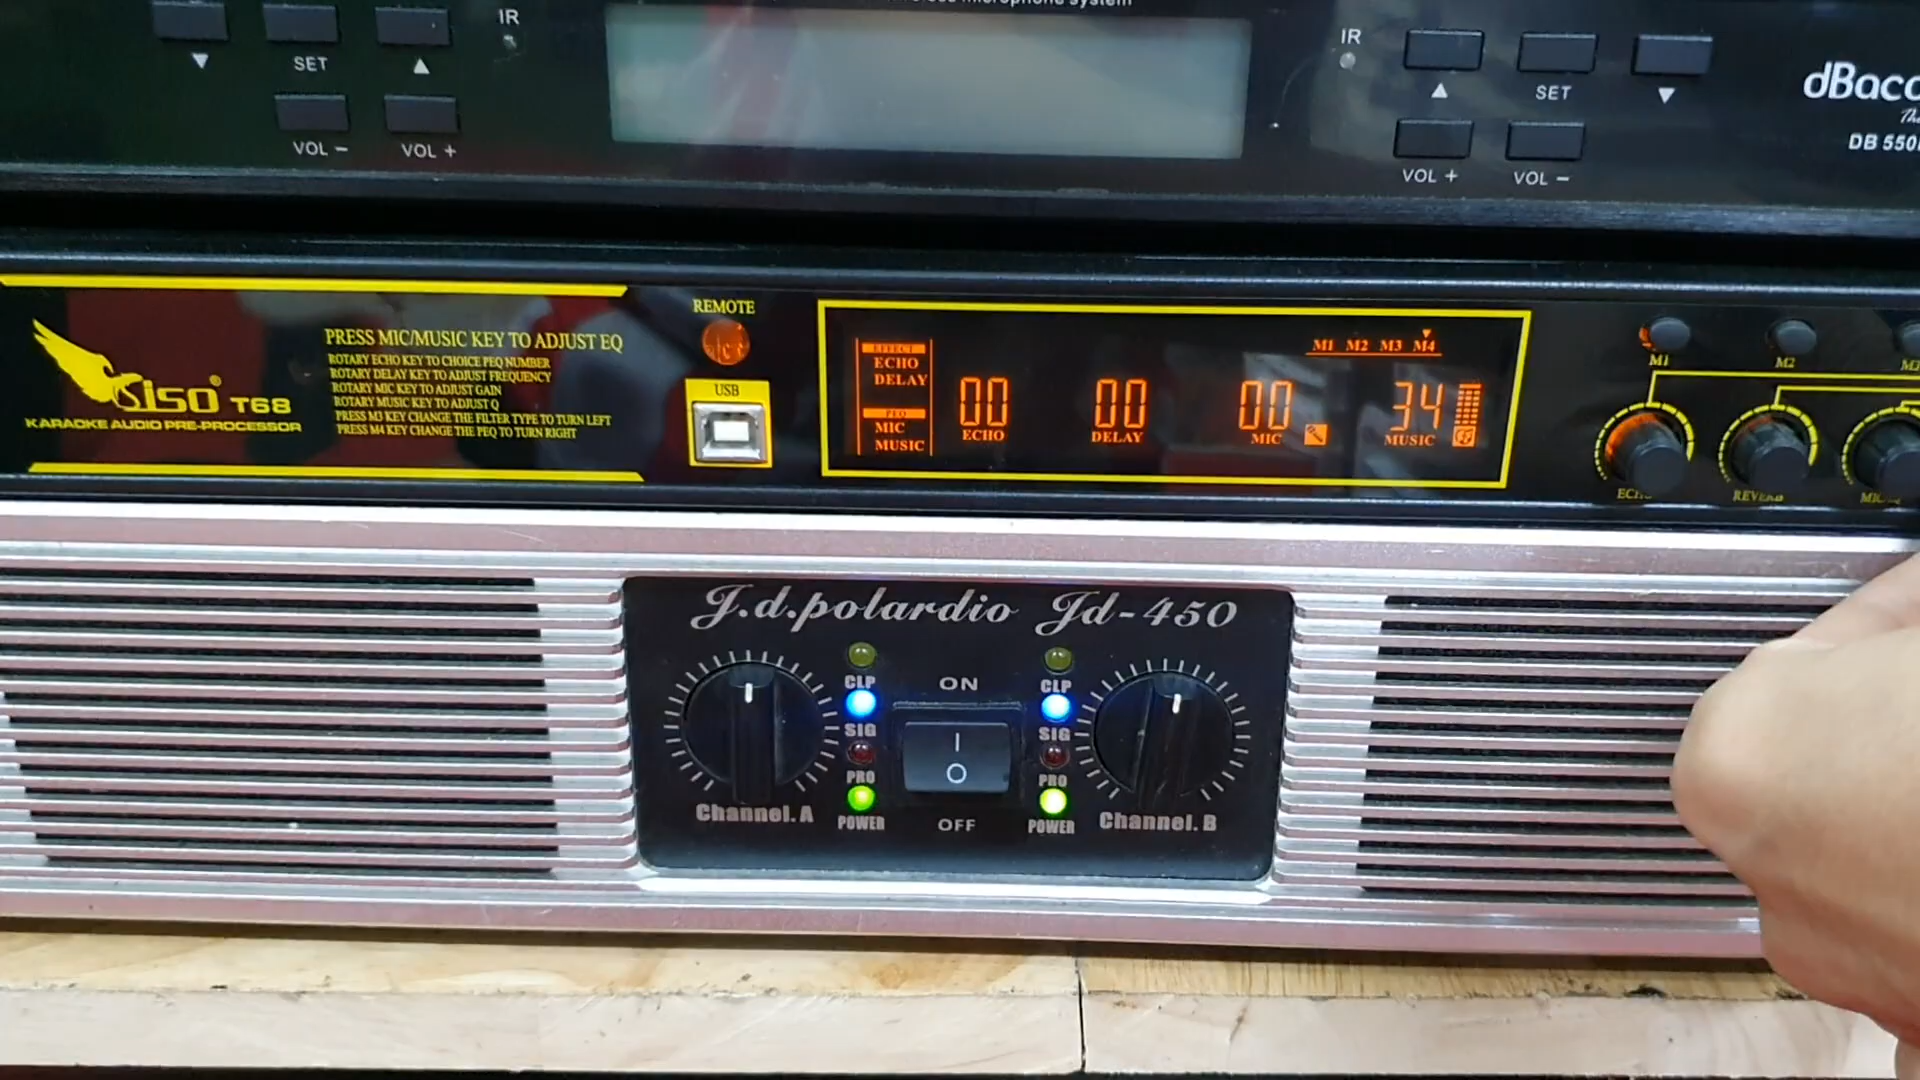 microphone system
IR
IR
SET
SET
VOL −
VOL +
VOL +
VOL −
DB 550
REMOTE
PRESS MIC/MUSIC KEY TO ADJUST EQ
ROTARY ECHO KEY TO CHOICE PEQ NUMBER
ROTARY DELAY KEY TO ADJUST FREQUENCY
ROTARY MIC KEY TO ADJUST GAIN
ROTARY MUSIC KEY TO ADJUST Q
PRESS M3 KEY CHANGE THE FILTER TYPE TO TURN LEFT
PRESS M4 KEY CHANGE THE PEQ TO TURN RIGHT
siso® T68
KARAOKE AUDIO PRE-PROCESSOR
USB
EFFECT
ECHO
DELAY
PEQ
MIC
MUSIC
M1 M2 M3 M4
00 00 00 34
ECHO DELAY MIC MUSIC
M1 M2
REVERB
J.d.polardio Jd-450
CLP
SIG
PRO
POWER
ON
I
O
OFF
CLP
SIG
PRO
POWER
Channel.A
Channel.B